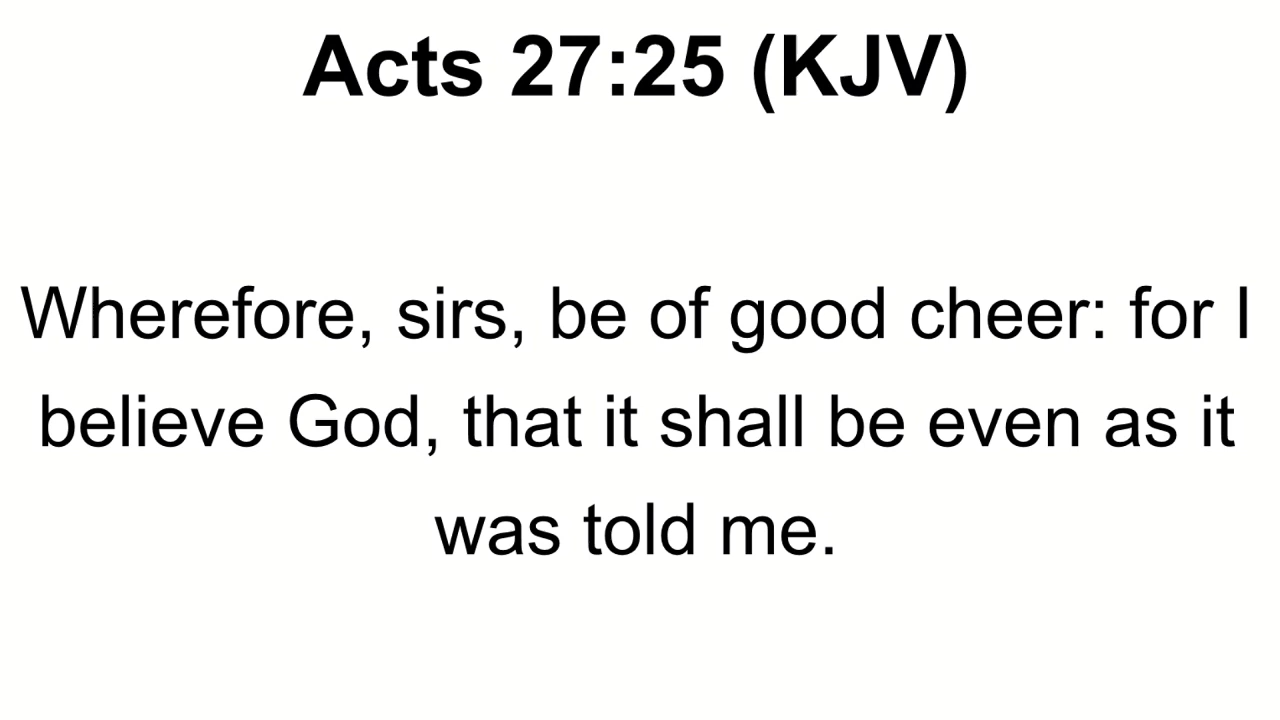 Acts 27:25 (KJV)
Wherefore, sirs, be of good cheer: for I
believe God, that it shall be even as it
was told me.